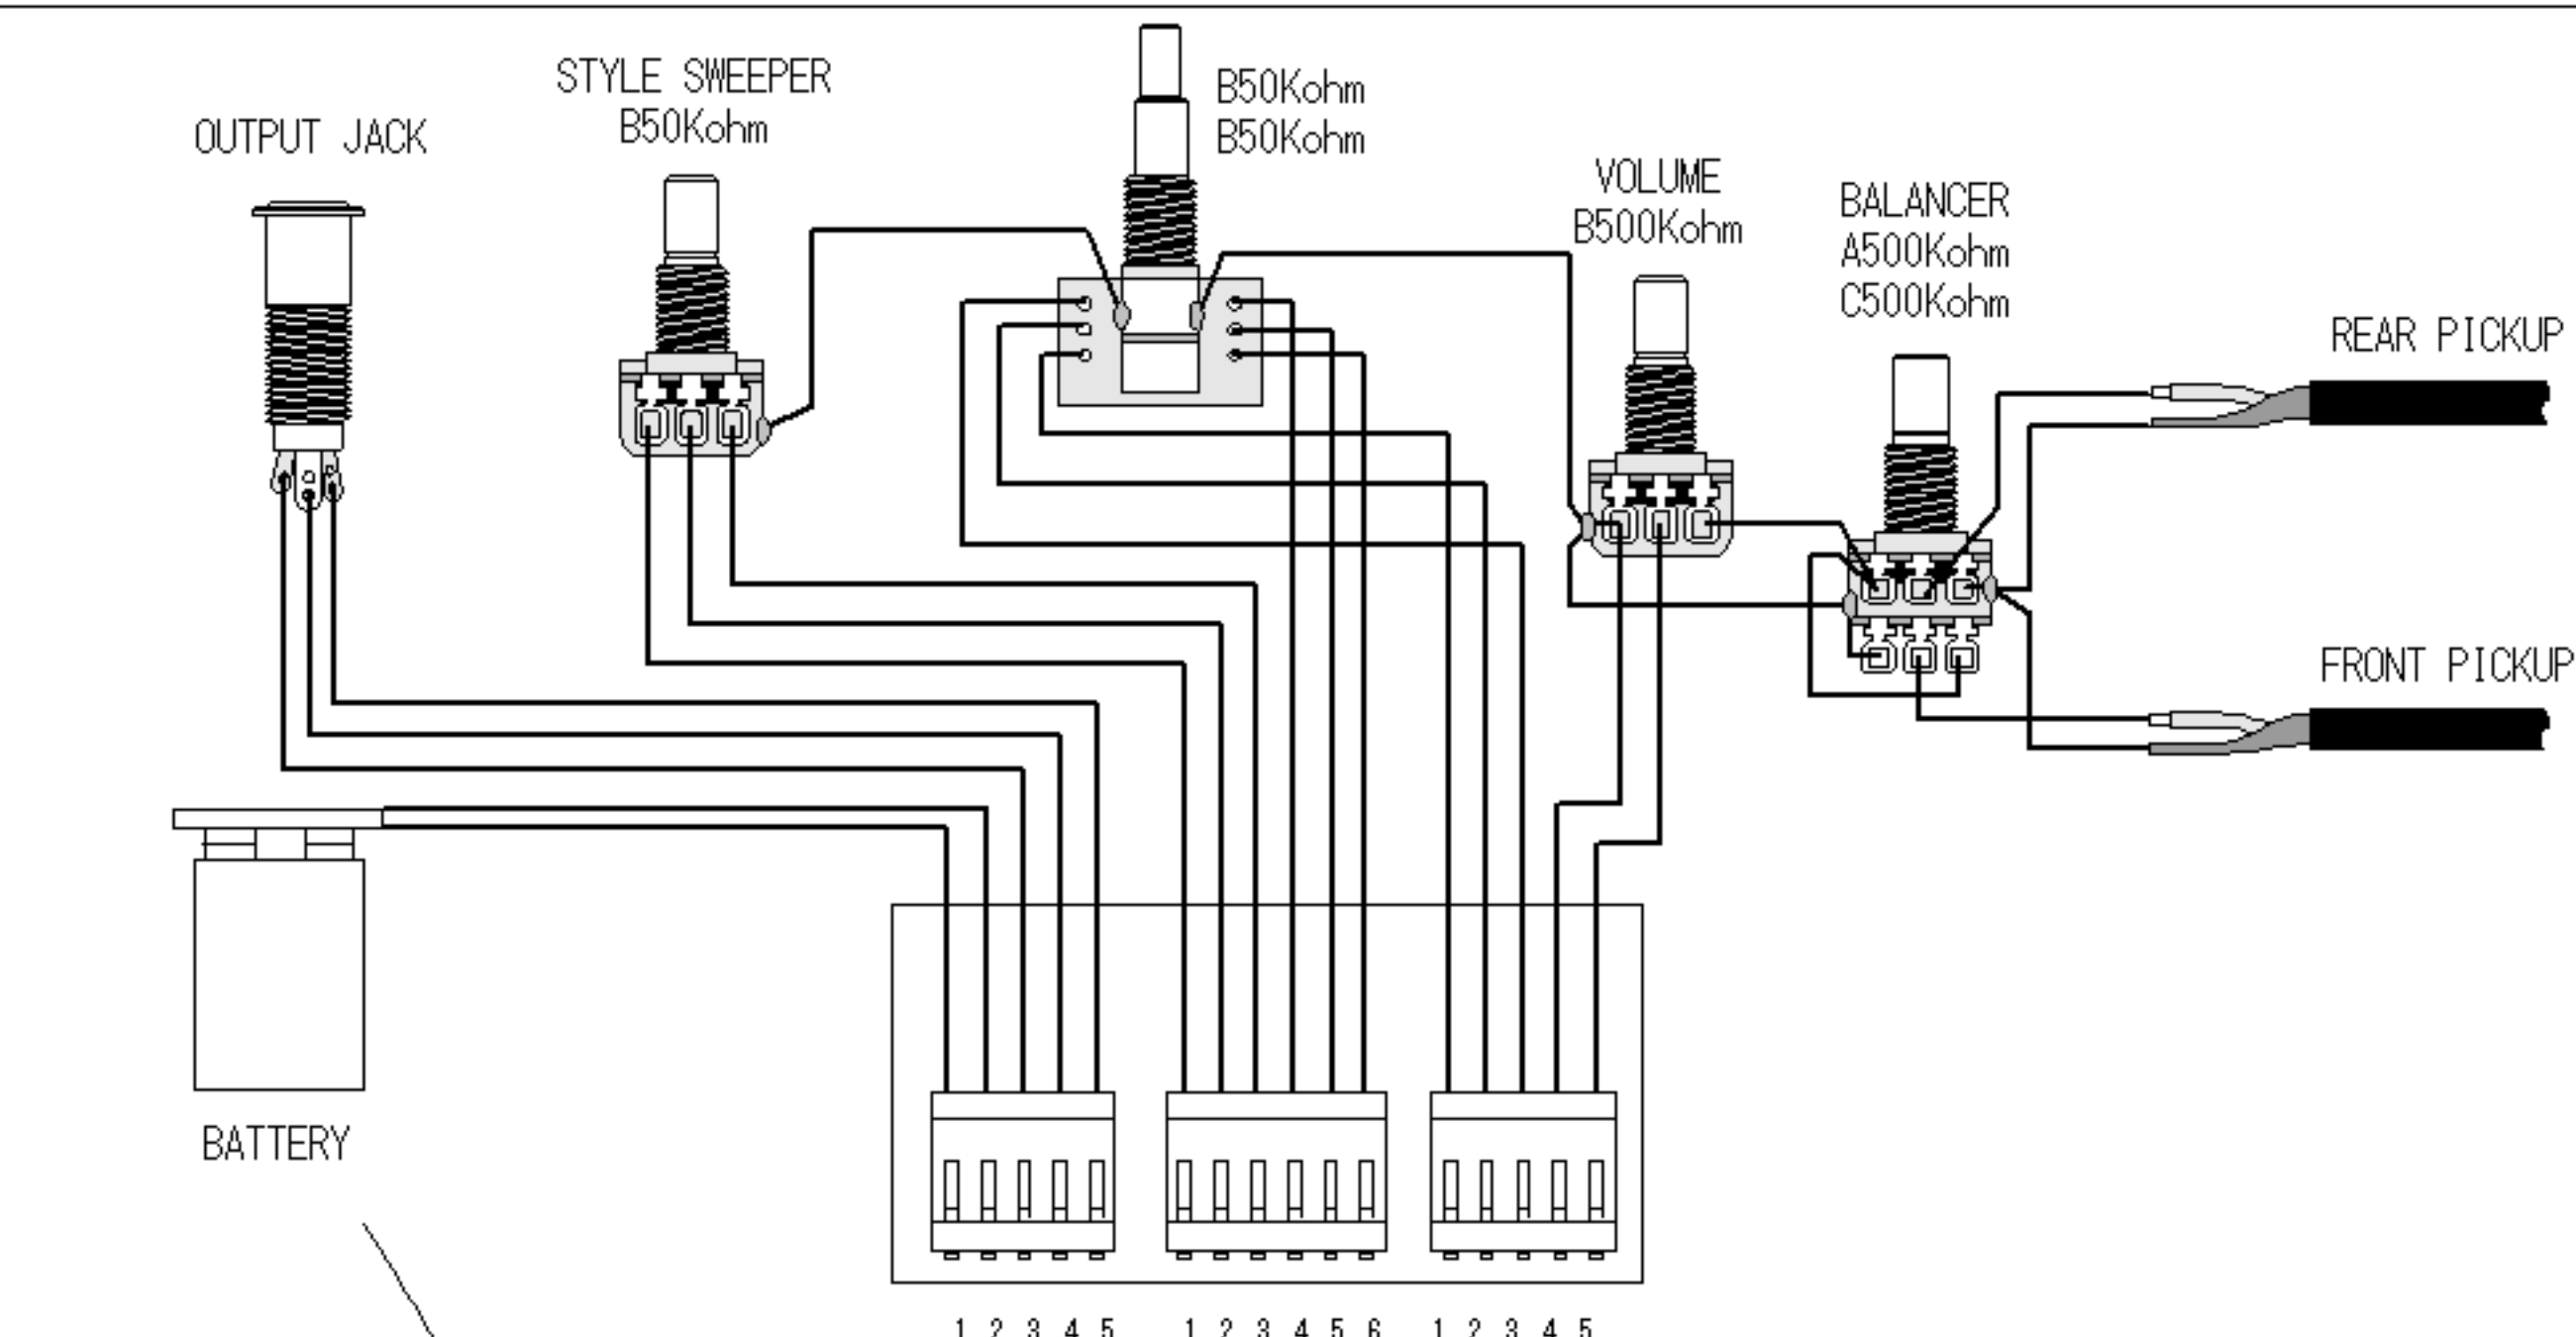 STYLE SWEEPER
B50Kohm
OUTPUT JACK
B50Kohm
B50Kohm
VOLUME
B500Kohm
BALANCER
A500Kohm
C500Kohm
REAR PICKUP
FRONT PICKUP
BATTERY
1 2 3 4 5 1 2 3 4 5 6 1 2 3 4 5